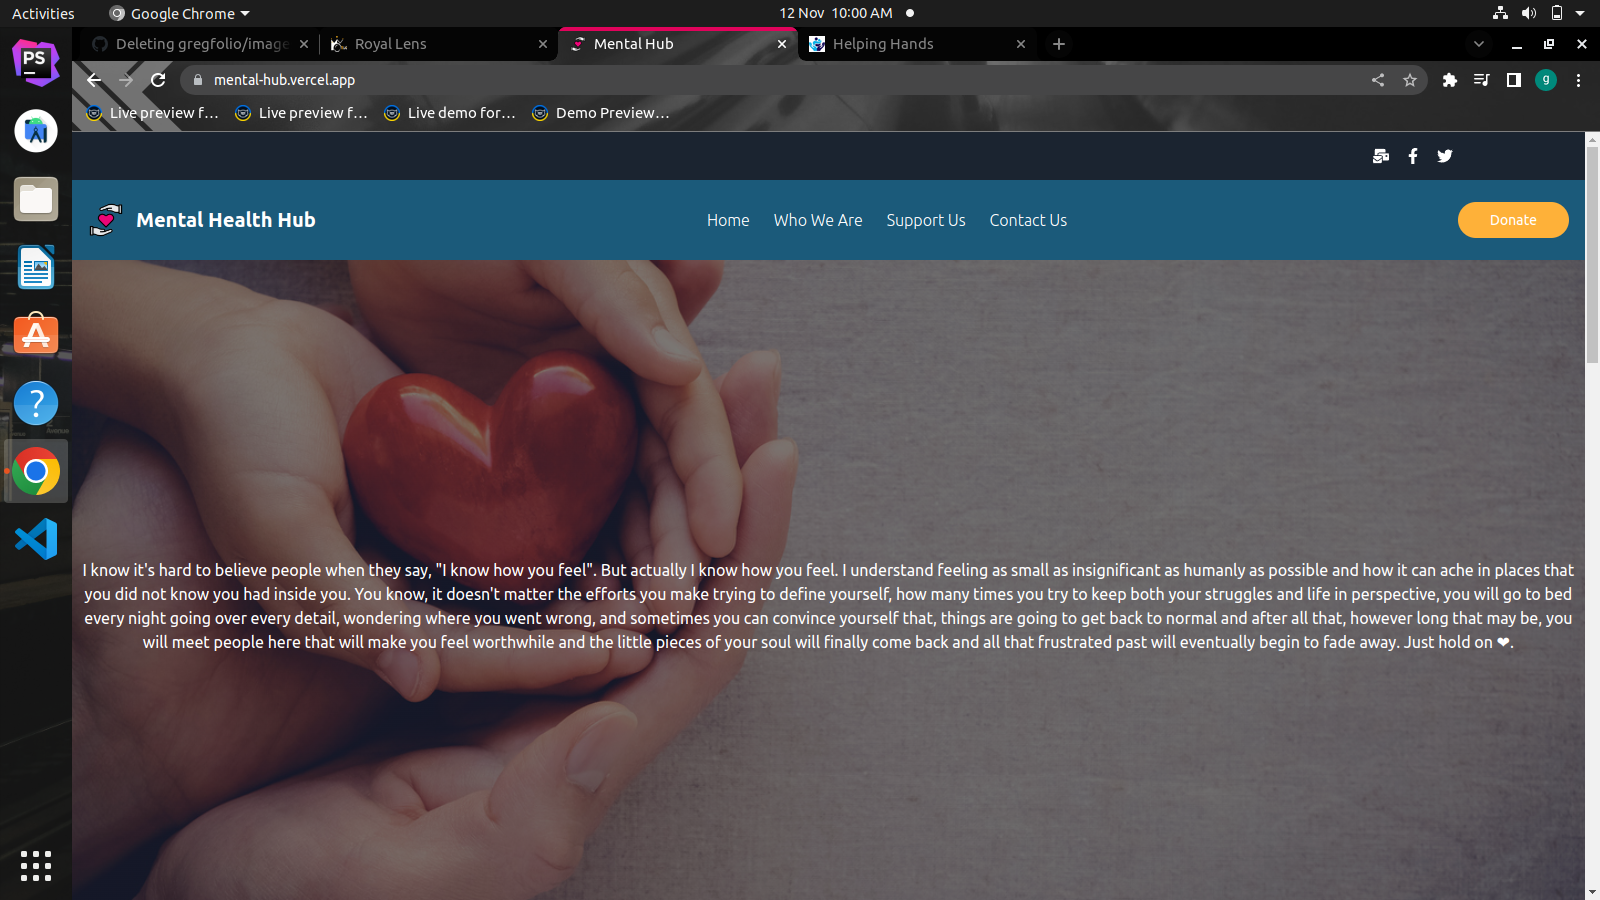 Activities
Google Chrome
12 Nov 10:00 AM
PS
Deleting gregfolio/image
Royal Lens
Mental Hub
Helping Hands
mental-hub.vercel.app
g
Live preview f...
Live preview f...
Live demo for...
Demo Preview...
Mental Health Hub
Home
Who We Are
Support Us
Contact Us
Donate
I know it's hard to believe people when they say, "I know how you feel". But actually I know how you feel. I understand feeling as small as insignificant as humanly as possible and how it can ache in places that
you did not know you had inside you. You know, it doesn't matter the efforts you make trying to define yourself, how many times you try to keep both your struggles and life in perspective, you will go to bed
every night going over every detail, wondering where you went wrong, and sometimes you can convince yourself that, things are going to get back to normal and after all that, however long that may be, you
will meet people here that will make you feel worthwhile and the little pieces of your soul will finally come back and all that frustrated past will eventually begin to fade away. Just hold on ❤.